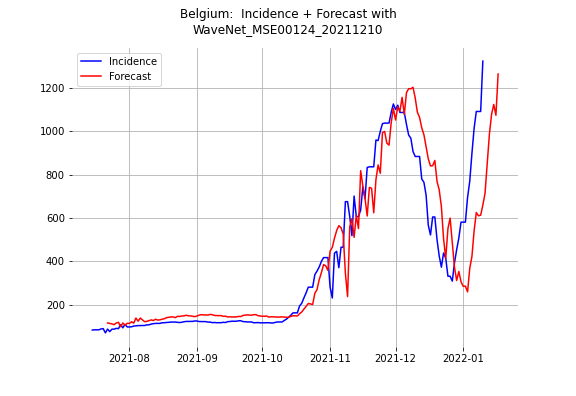 Belgium:  Incidence + Forecast with
WaveNet_MSE00124_20211210
Incidence
Forecast
1200
1000
800
600
400
200
2021-08 2021-09 2021-10 2021-11 2021-12 2022-01